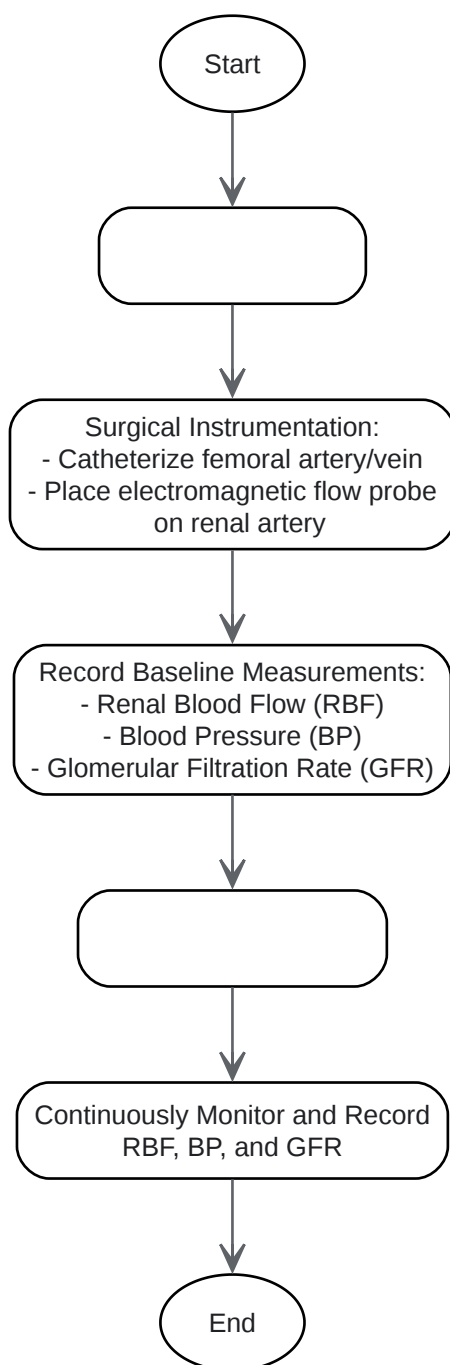 Start
Surgical Instrumentation:
- Catheterize femoral artery/vein
- Place electromagnetic flow probe
on renal artery
Record Baseline Measurements:
- Renal Blood Flow (RBF)
- Blood Pressure (BP)
- Glomerular Filtration Rate (GFR)
Continuously Monitor and Record
RBF, BP, and GFR
End